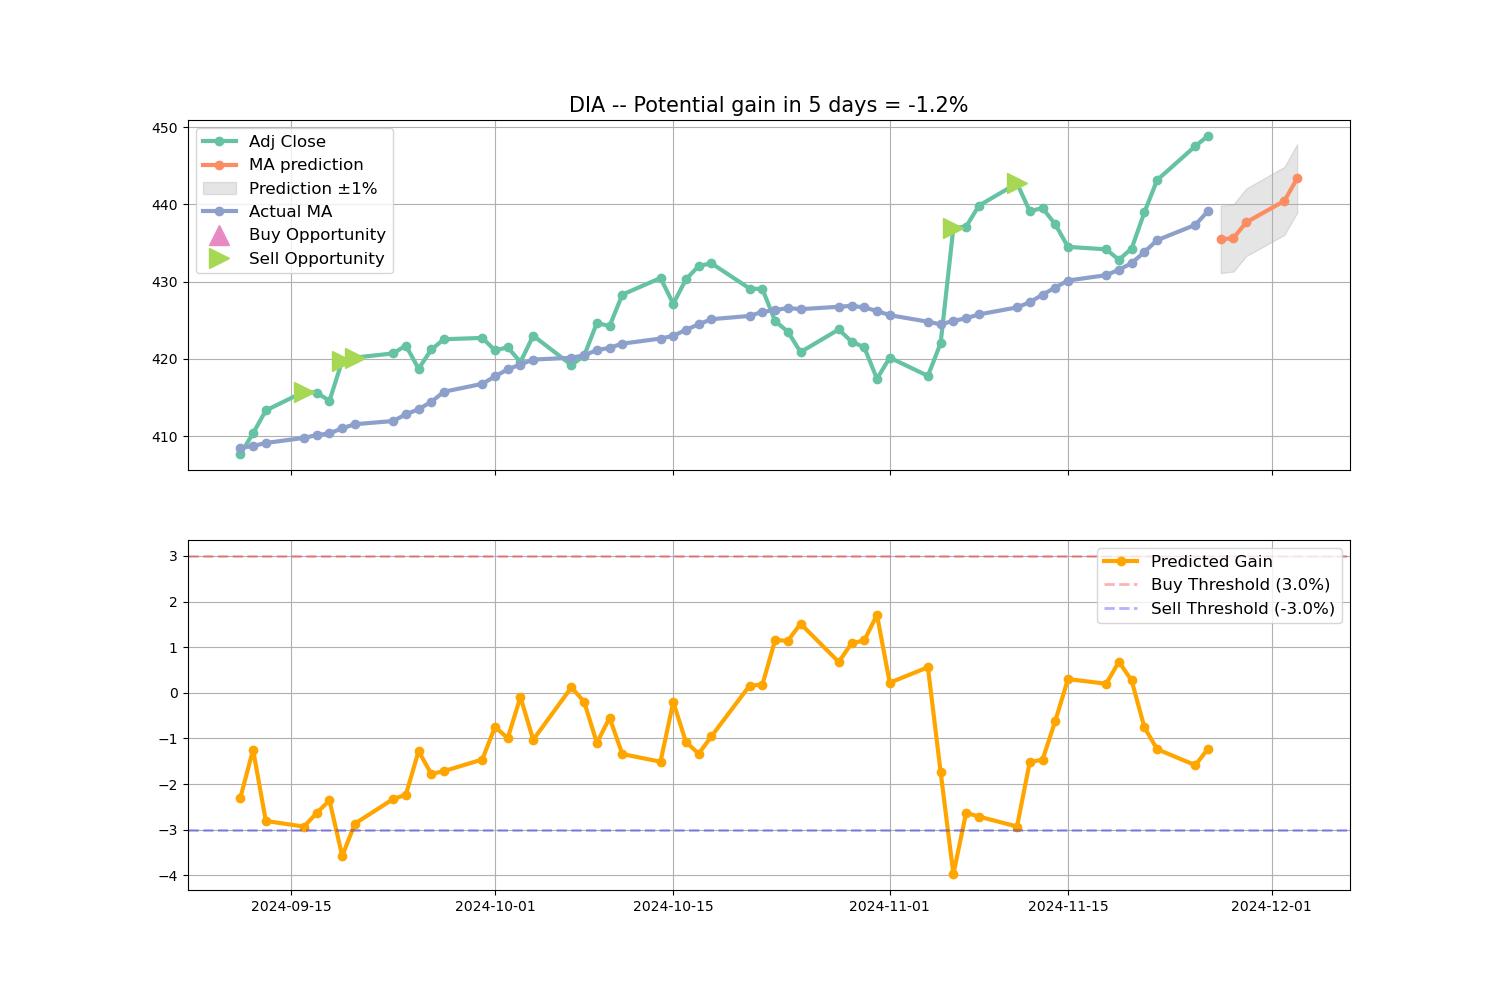 DIA -- Potential gain in 5 days = -1.2%
450
440
430
420
410
Adj Close
MA prediction
Prediction ±1%
Actual MA
Buy Opportunity
Sell Opportunity
3
2
1
0
−1
−2
−3
−4
Predicted Gain
Buy Threshold (3.0%)
Sell Threshold (-3.0%)
2024-09-15
2024-10-01
2024-10-15
2024-11-01
2024-11-15
2024-12-01